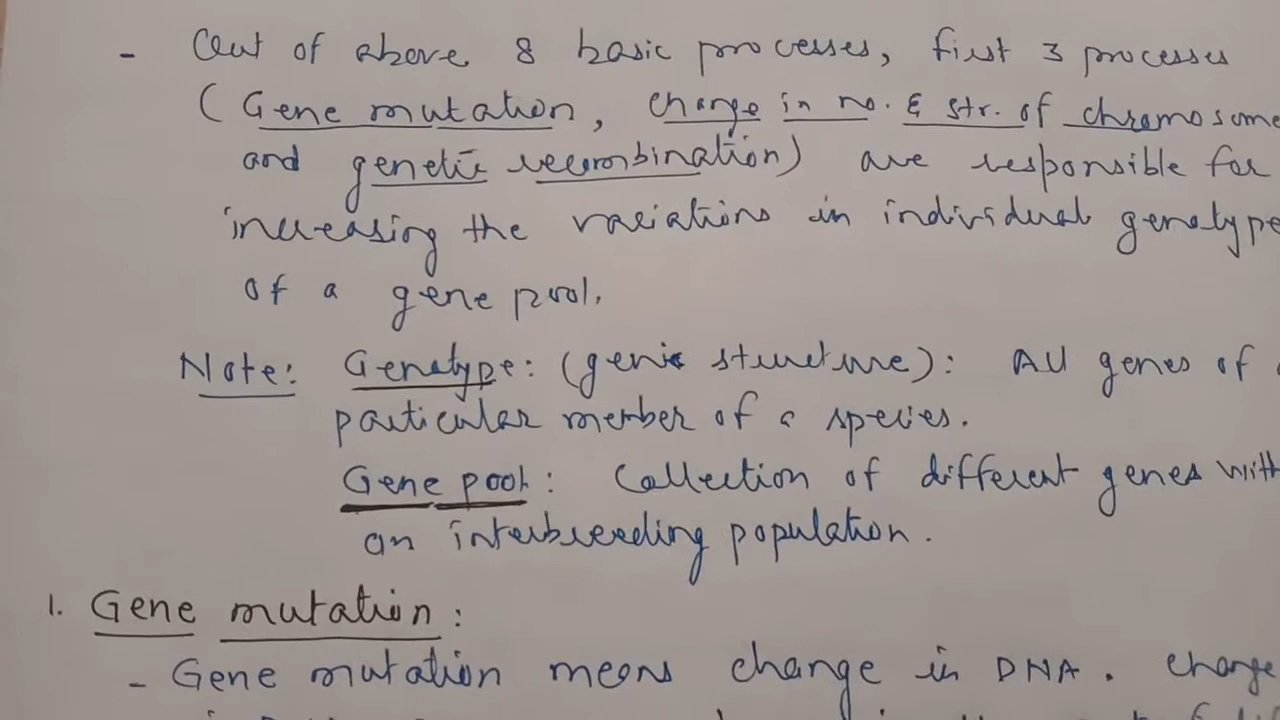 - Out of above 8 basic processes, first 3 processes
(Gene mutation, change in no. & str. of chromosome
and genetic recombination) are responsible for
increasing the variations in individual genotype
of a gene pool.
Note: Genotype: (genic structure): All genes of
particular member of a species.
Gene pool: Collection of different genes with
an interbreeding population.
1. Gene mutation:
- Gene mutation means change in DNA. Change